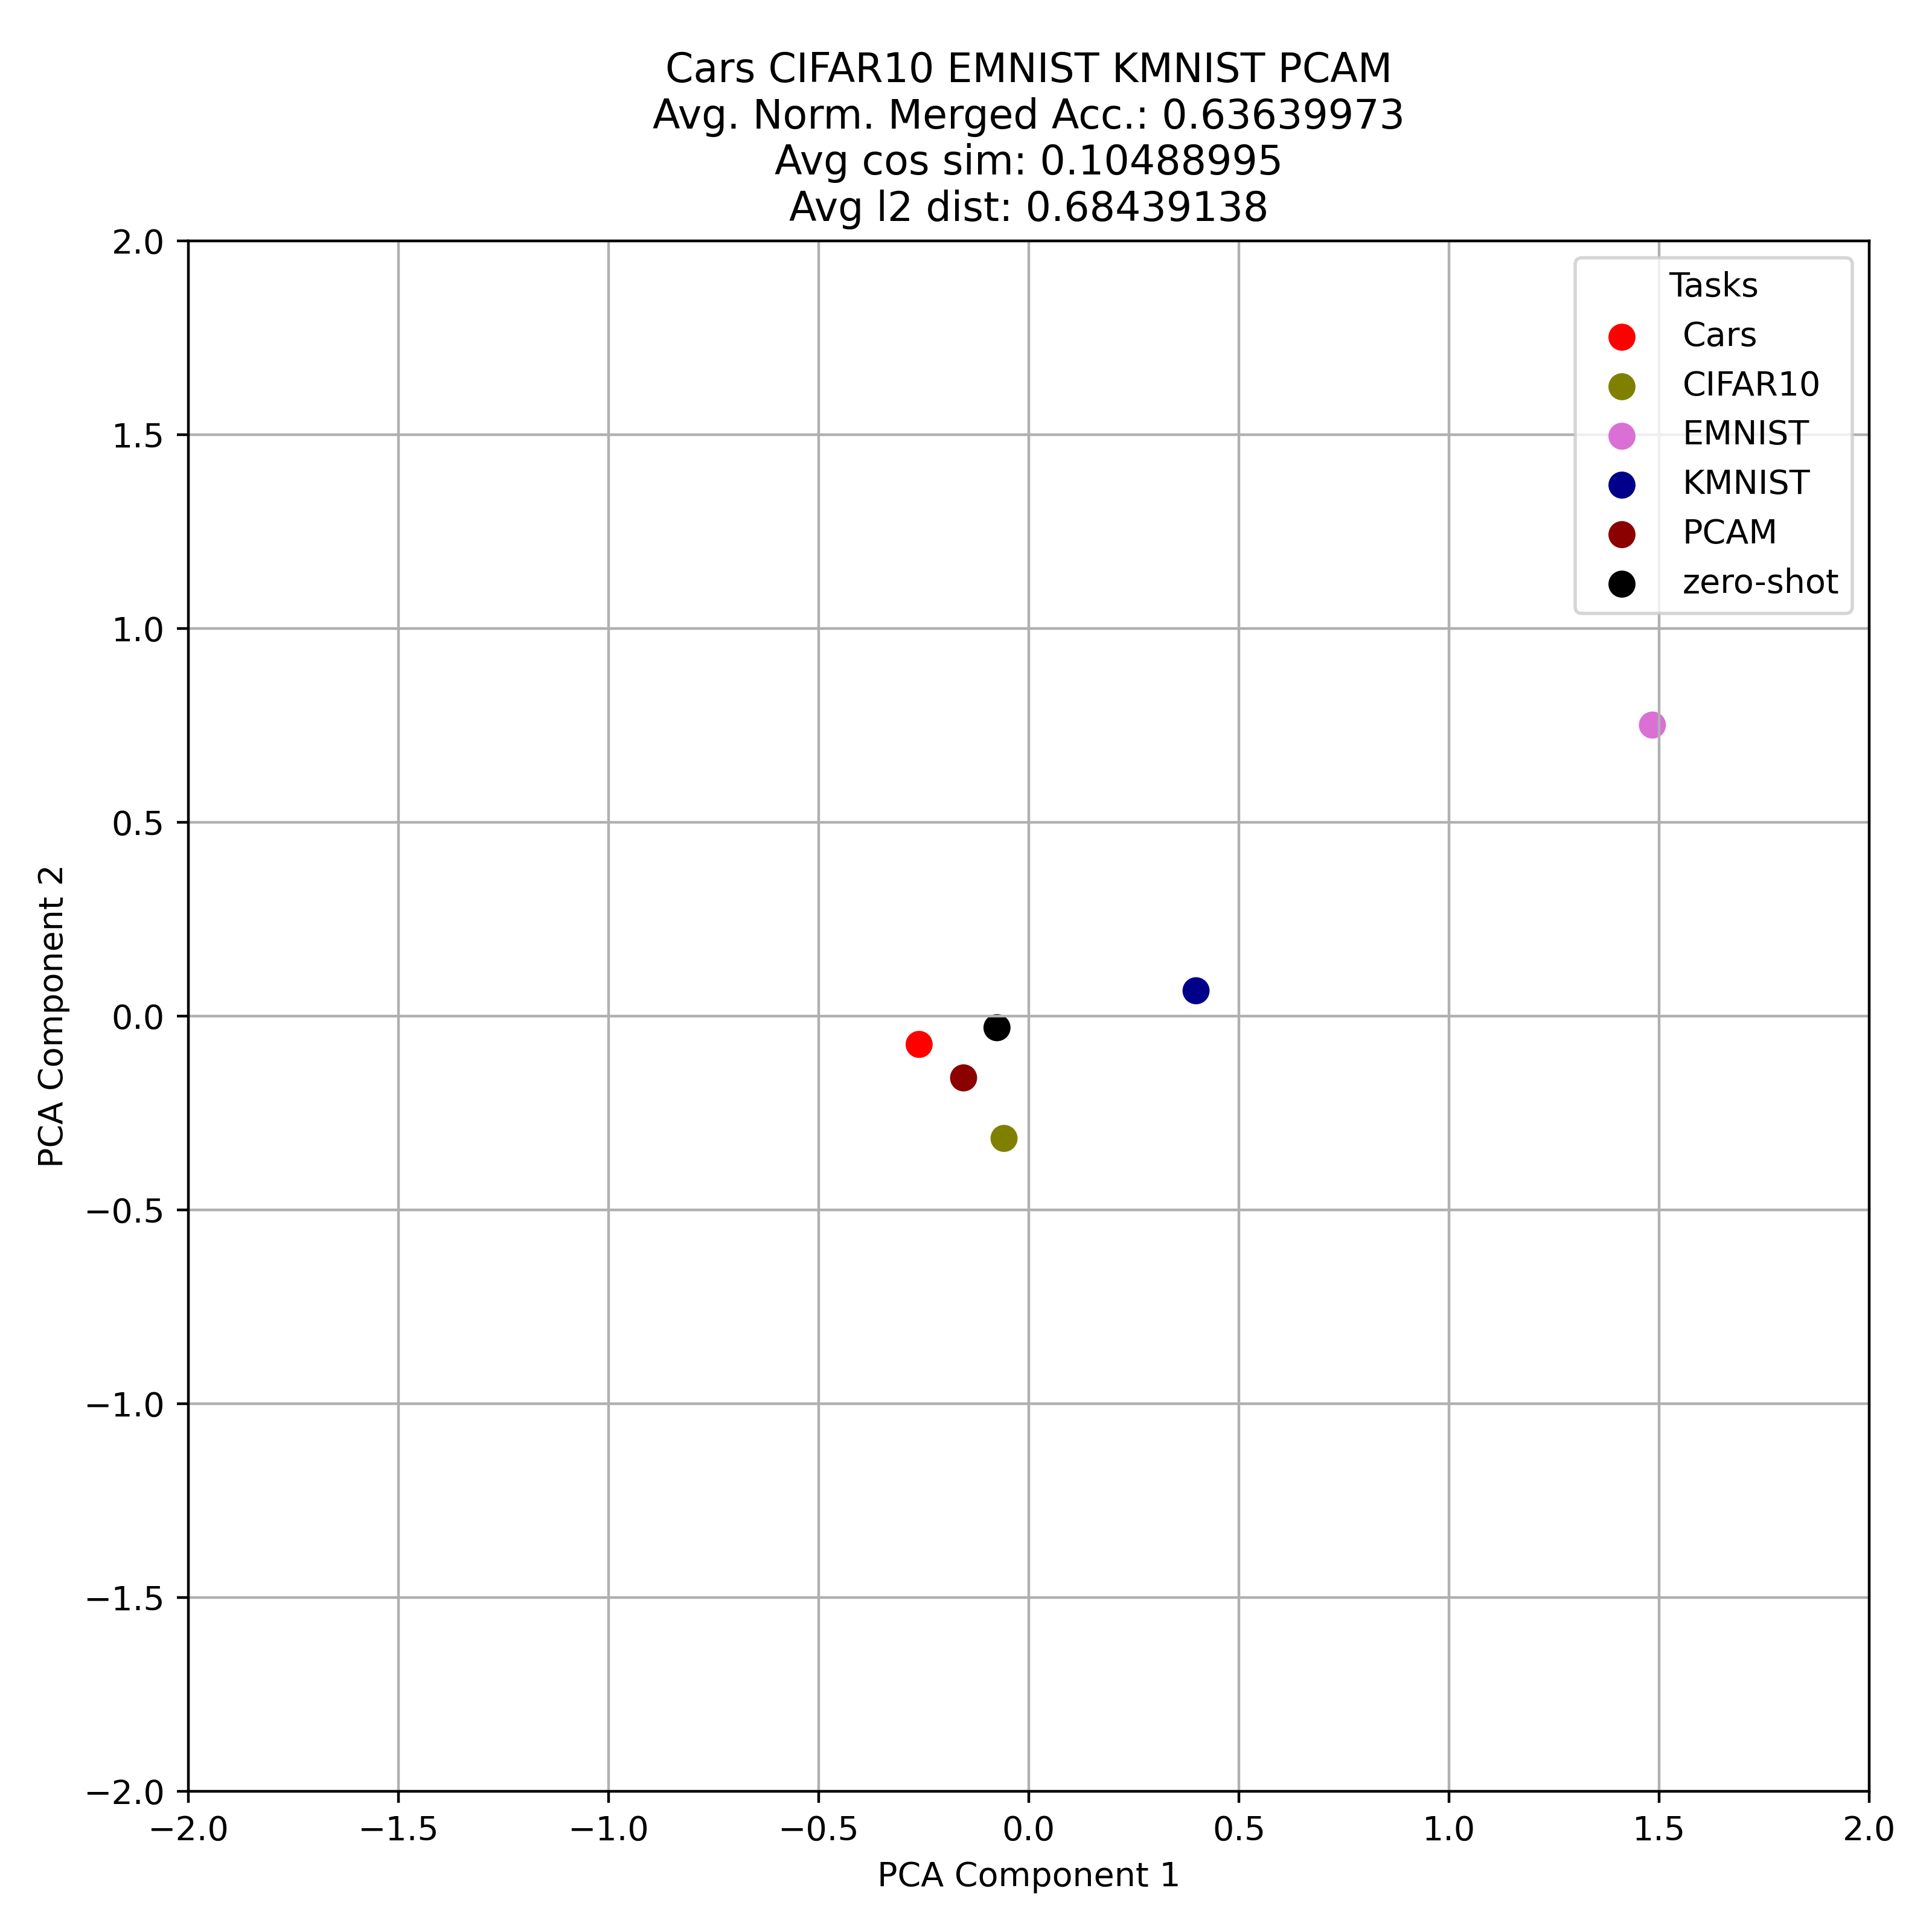 Cars CIFAR10 EMNIST KMNIST PCAM
Avg. Norm. Merged Acc.: 0.63639973
Avg cos sim: 0.10488995
Avg l2 dist: 0.68439138
Tasks
Cars
CIFAR10
EMNIST
KMNIST
PCAM
zero-shot
PCA Component 2
2.0
1.5
1.0
0.5
0.0
−0.5
−1.0
−1.5
−2.0
−2.0 −1.5 −1.0 −0.5 0.0 0.5 1.0 1.5 2.0
PCA Component 1